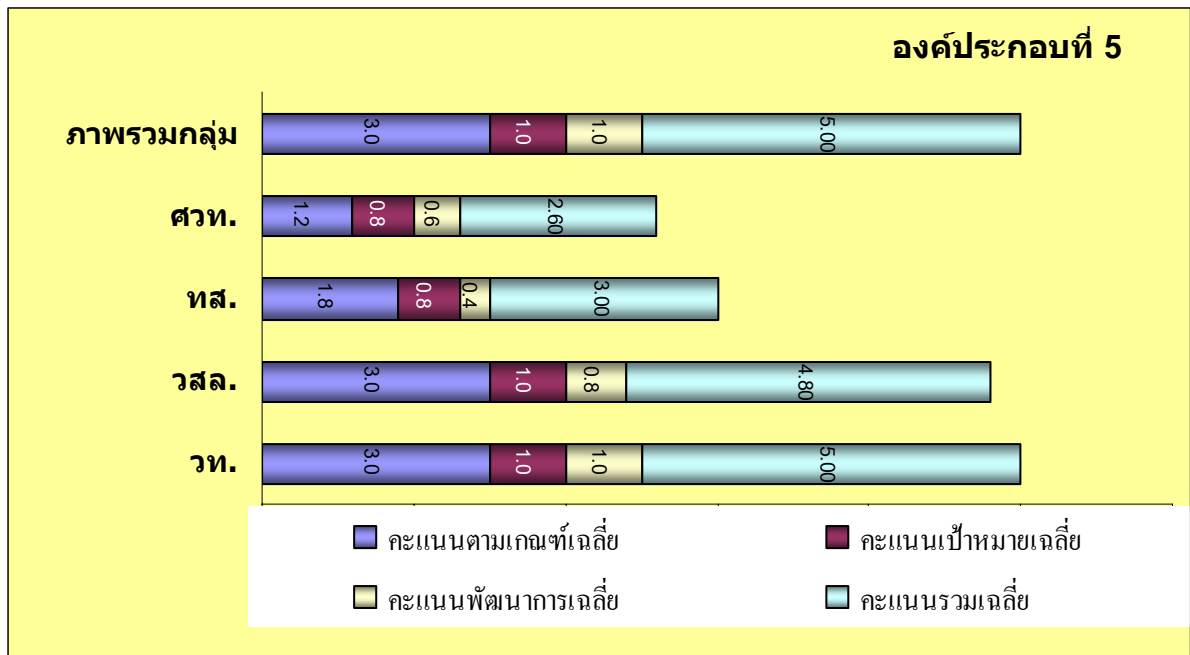 องค์ประกอบที่ 5
ภาพรวมกลุ่ม 3.0 1.0 1.0 5.00
ศวท. 1.2 0.8 0.6 2.60
ทส. 1.8 0.8 0.4 3.00
วสล. 3.0 1.0 0.8 4.80
วท. 3.0 1.0 1.0 5.00
คะแนนตามเกณฑ์เฉลี่ย คะแนนเป้าหมายเฉลี่ย
คะแนนพัฒนาการเฉลี่ย คะแนนรวมเฉลี่ย